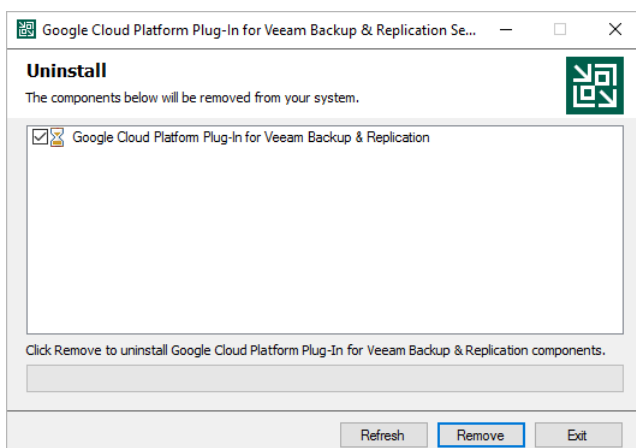 Google Cloud Platform Plug-In for Veeam Backup & Replication Se...
Uninstall
The components below will be removed from your system.
Google Cloud Platform Plug-In for Veeam Backup & Replication
Click Remove to uninstall Google Cloud Platform Plug-In for Veeam Backup & Replication components.
Refresh
Remove
Exit